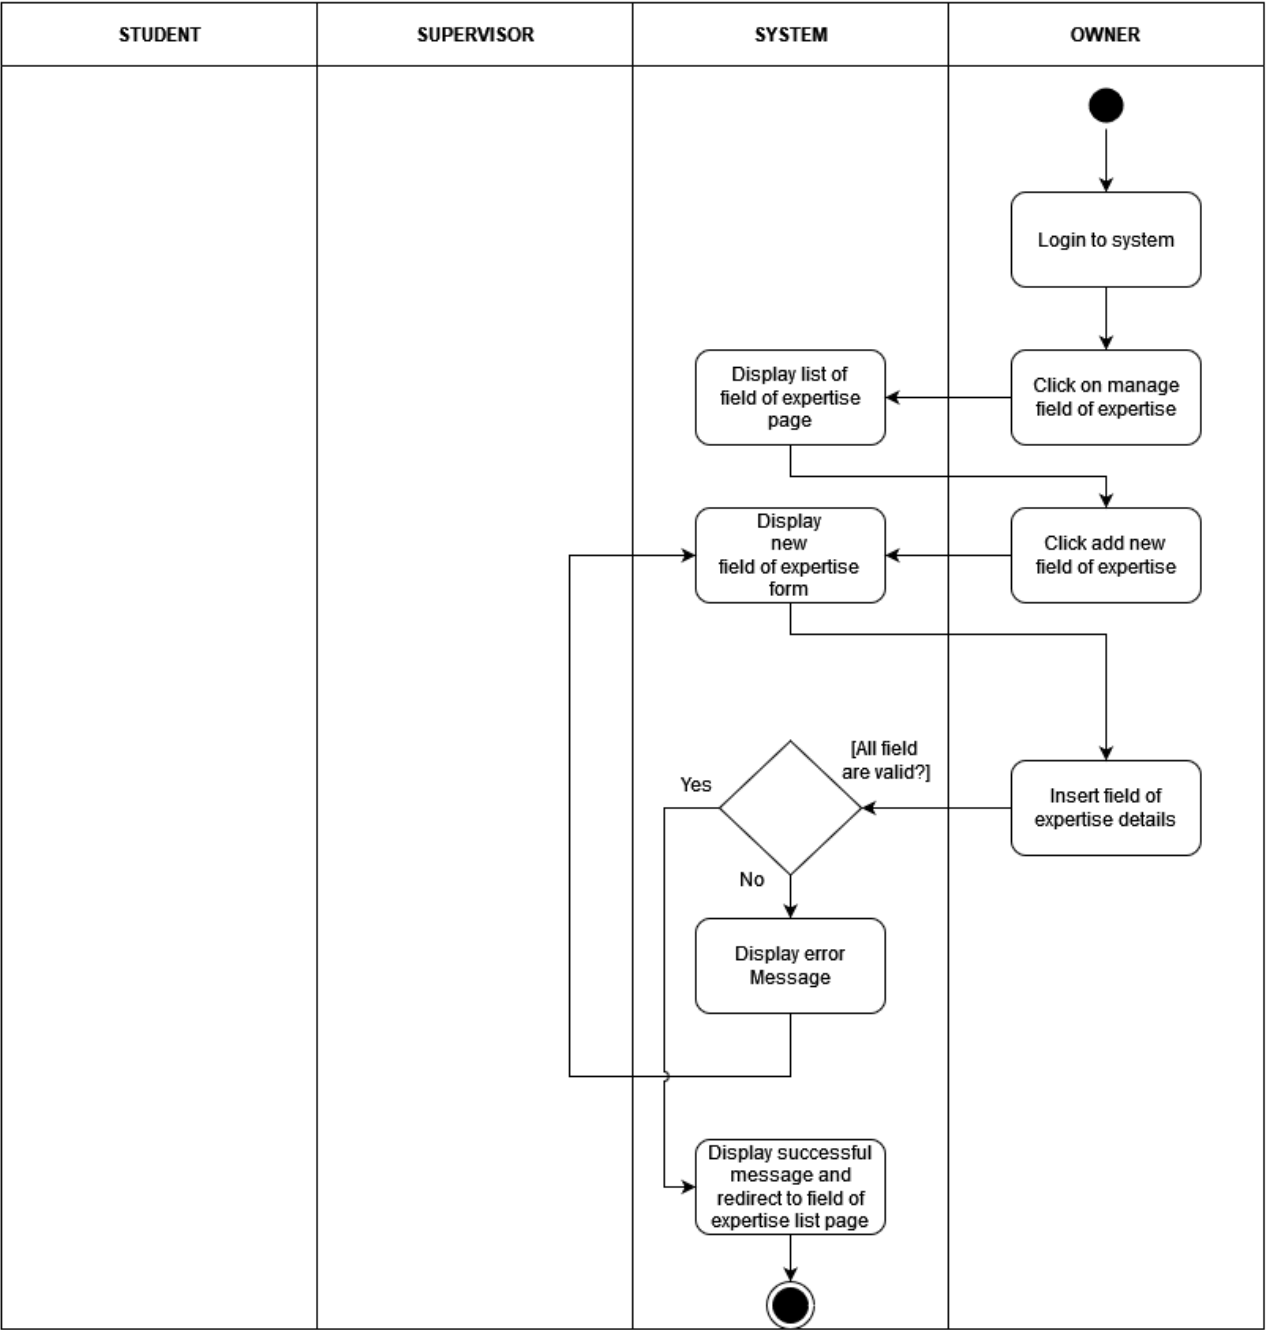 STUDENT
SUPERVISOR
SYSTEM
OWNER
Login to system
Display list of
field of expertise
page
Click on manage
field of expertise
Display
new
field of expertise
form
Click add new
field of expertise
[All field
are valid?]
Yes
Insert field of
expertise details
No
Display error
Message
Display successful
message and
redirect to field of
expertise list page